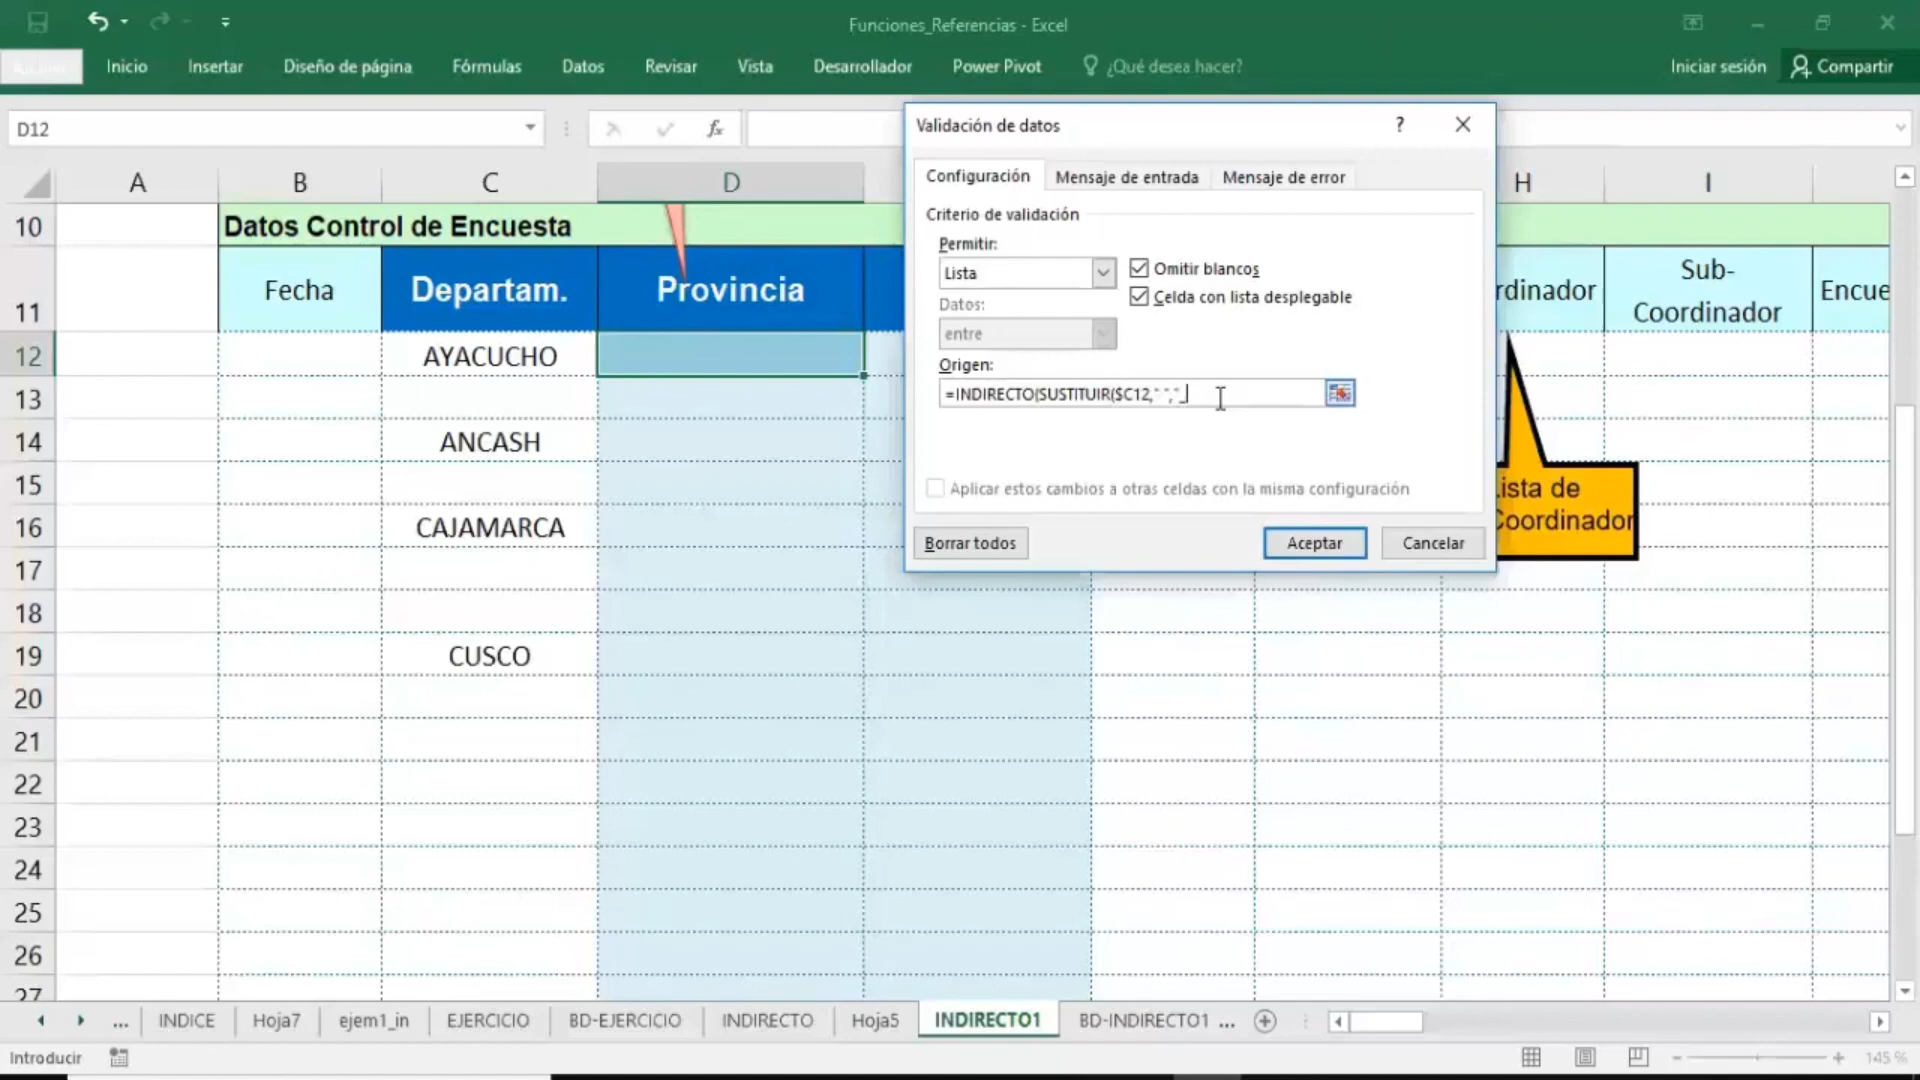 Funciones_Referencias - Excel
Inicio Insertar Diseño de página Fórmulas Datos Revisar Vista Desarrollador Power Pivot ¿Qué desea hacer? Iniciar sesión Compartir
D12 fx
Validación de datos ?
Configuración Mensaje de entrada Mensaje de error
Criterio de validación
Permitir:
Lista
Omitir blancos
Celda con lista desplegable
Datos:
entre
Origen:
=INDIRECTO(SUSTITUIR($C12," ","_
Aplicar estos cambios a otras celdas con la misma configuración
Borrar todos Aceptar Cancelar
A B C D H I
10 Datos Control de Encuesta
11 Fecha Departam. Provincia rdinador Sub-
Coordinador Encue
12 AYACUCHO
13
14 ANCASH
15
16 CAJAMARCA
17
18
19 CUSCO
20
21
22
23
24
25
26
27
ista de
Coordinador
... INDICE Hoja7 ejem1_in EJERCICIO BD-EJERCICIO INDIRECTO Hoja5 INDIRECTO1 BD-INDIRECTO1 ...
Introducir 145 %